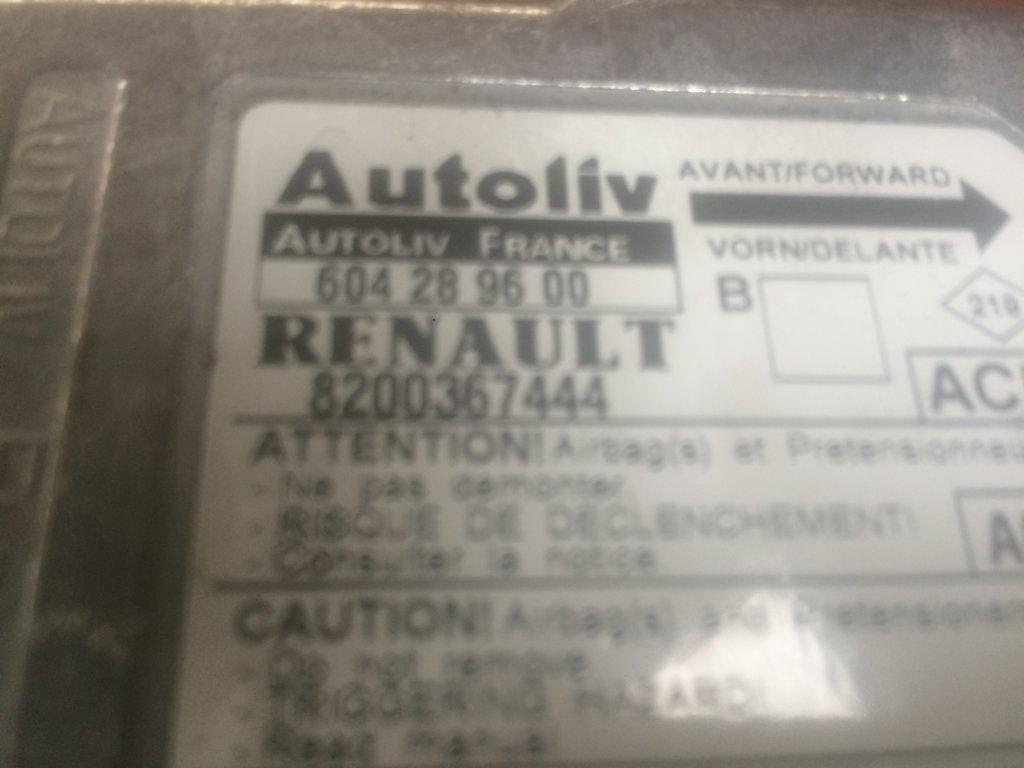 Autoliv
AVANT/FORWARD
AUTOLIV FRANCE
VORN/DELANTE
604 28 96 00
B
219
RENAULT
8200367444
ATTENTION! Airbag(s) et Pretensionneu
- Ne pas demonter.
- RISQUE DE DECLENCHEMENT!
- Consulter la notice.
CAUTION! Airbag(s) and Pretensioner
- Do not remove.
- TRIGGERING HAZARD!
- Read manual.